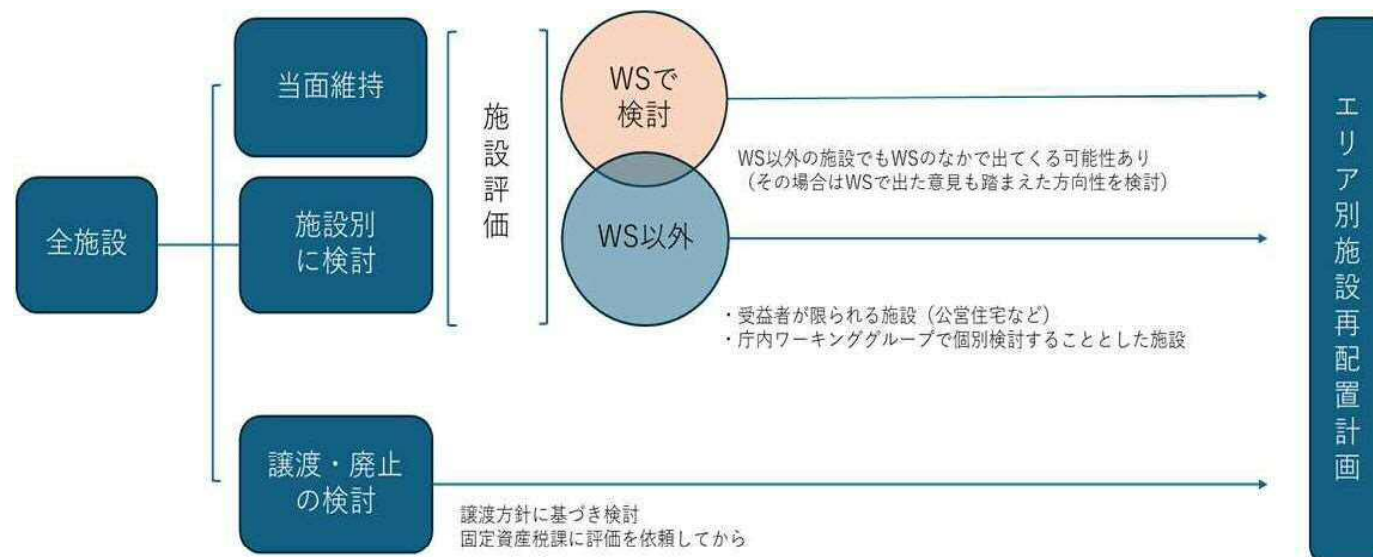 全施設
当面維持
施設別
に検討
譲渡・廃止
の検討
施設評価
WSで
検討
WS以外
WS以外の施設でもWSのなかで出てくる可能性あり
（その場合はWSで出た意見も踏まえた方向性を検討）
・受益者が限られる施設（公営住宅など）
・庁内ワーキンググループで個別検討することとした施設
譲渡方針に基づき検討
固定資産税課に評価を依頼してから
エリア別施設再配置計画